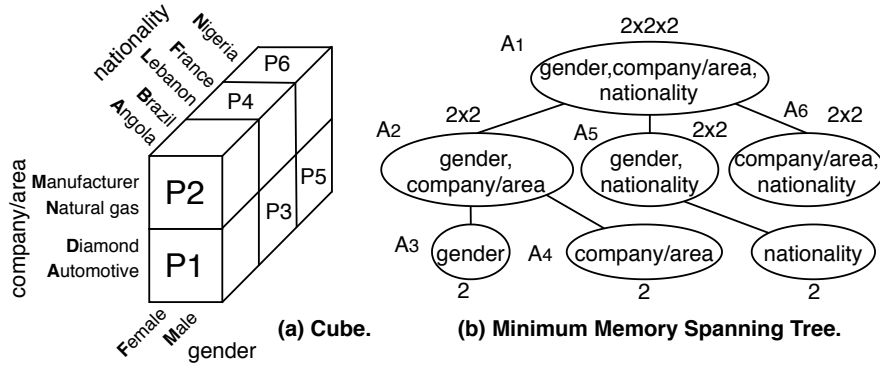 nationality
Nigeria
France
Lebanon
Brazil
Angola
P6
P4
company/area
Manufacturer
Natural gas
Diamond
Automotive
P2
P5
P3
P1
Female
Male
gender
(a) Cube.
A1
2x2x2
gender,company/area,
nationality
A2
2x2
gender,
company/area
A5
2x2
gender,
nationality
A6
2x2
company/area,
nationality
A3
gender
2
A4
company/area
2
nationality
2
(b) Minimum Memory Spanning Tree.